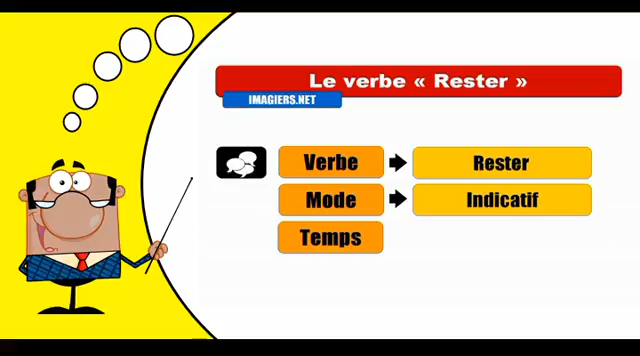 Le verbe « Rester »
IMAGIERS.NET
Verbe Rester
Mode Indicatif
Temps